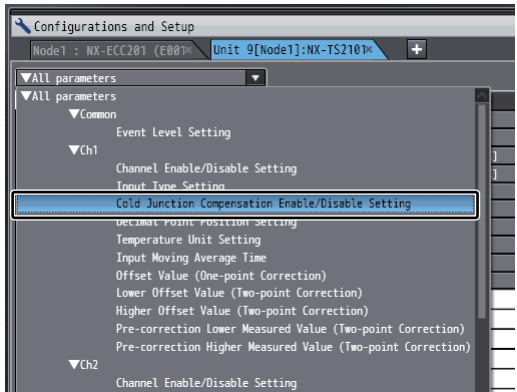 Configurations and Setup
Node1 : NX-ECC201 (E001× Unit 9[Node1]:NX-TS2101× +
▼All parameters ▼
▼All parameters
▼Common
Event Level Setting
▼Ch1
Channel Enable/Disable Setting
Input Type Setting
Cold Junction Compensation Enable/Disable Setting
Decimal Point Position Setting
Temperature Unit Setting
Input Moving Average Time
Offset Value (One-point Correction)
Lower Offset Value (Two-point Correction)
Higher Offset Value (Two-point Correction)
Pre-correction Lower Measured Value (Two-point Correction)
Pre-correction Higher Measured Value (Two-point Correction)
▼Ch2
Channel Enable/Disable Setting